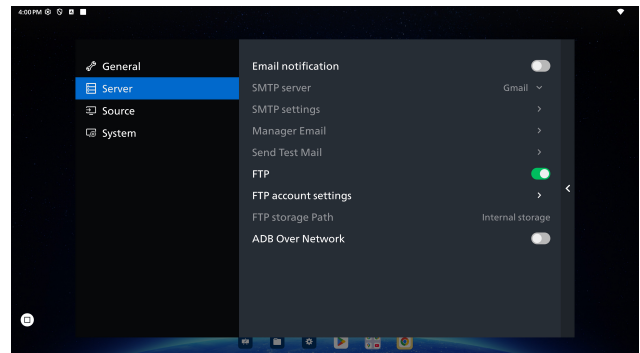 4:00 PM
General
Server
Source
System
Email notification
SMTP server Gmail
SMTP settings
Manager Email
Send Test Mail
FTP
FTP account settings
FTP storage Path Internal storage
ADB Over Network